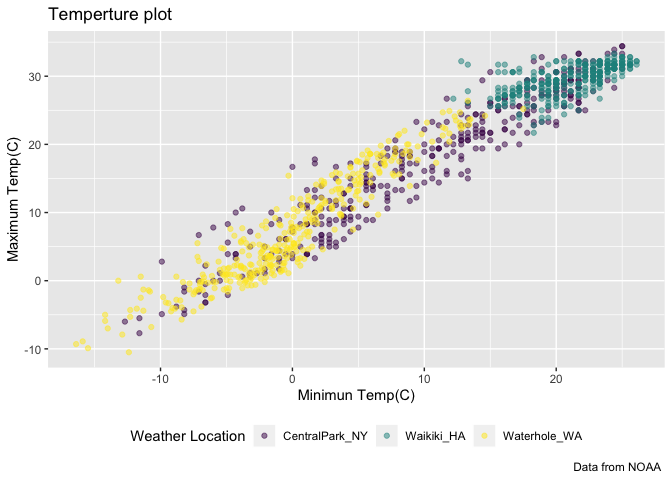 Temperture plot
Maximum Temp(C)
30
20
10
0
-10
-10 0 10 20
Minimun Temp(C)
Weather Location CentralPark_NY Waikiki_HA Waterhole_WA
Data from NOAA